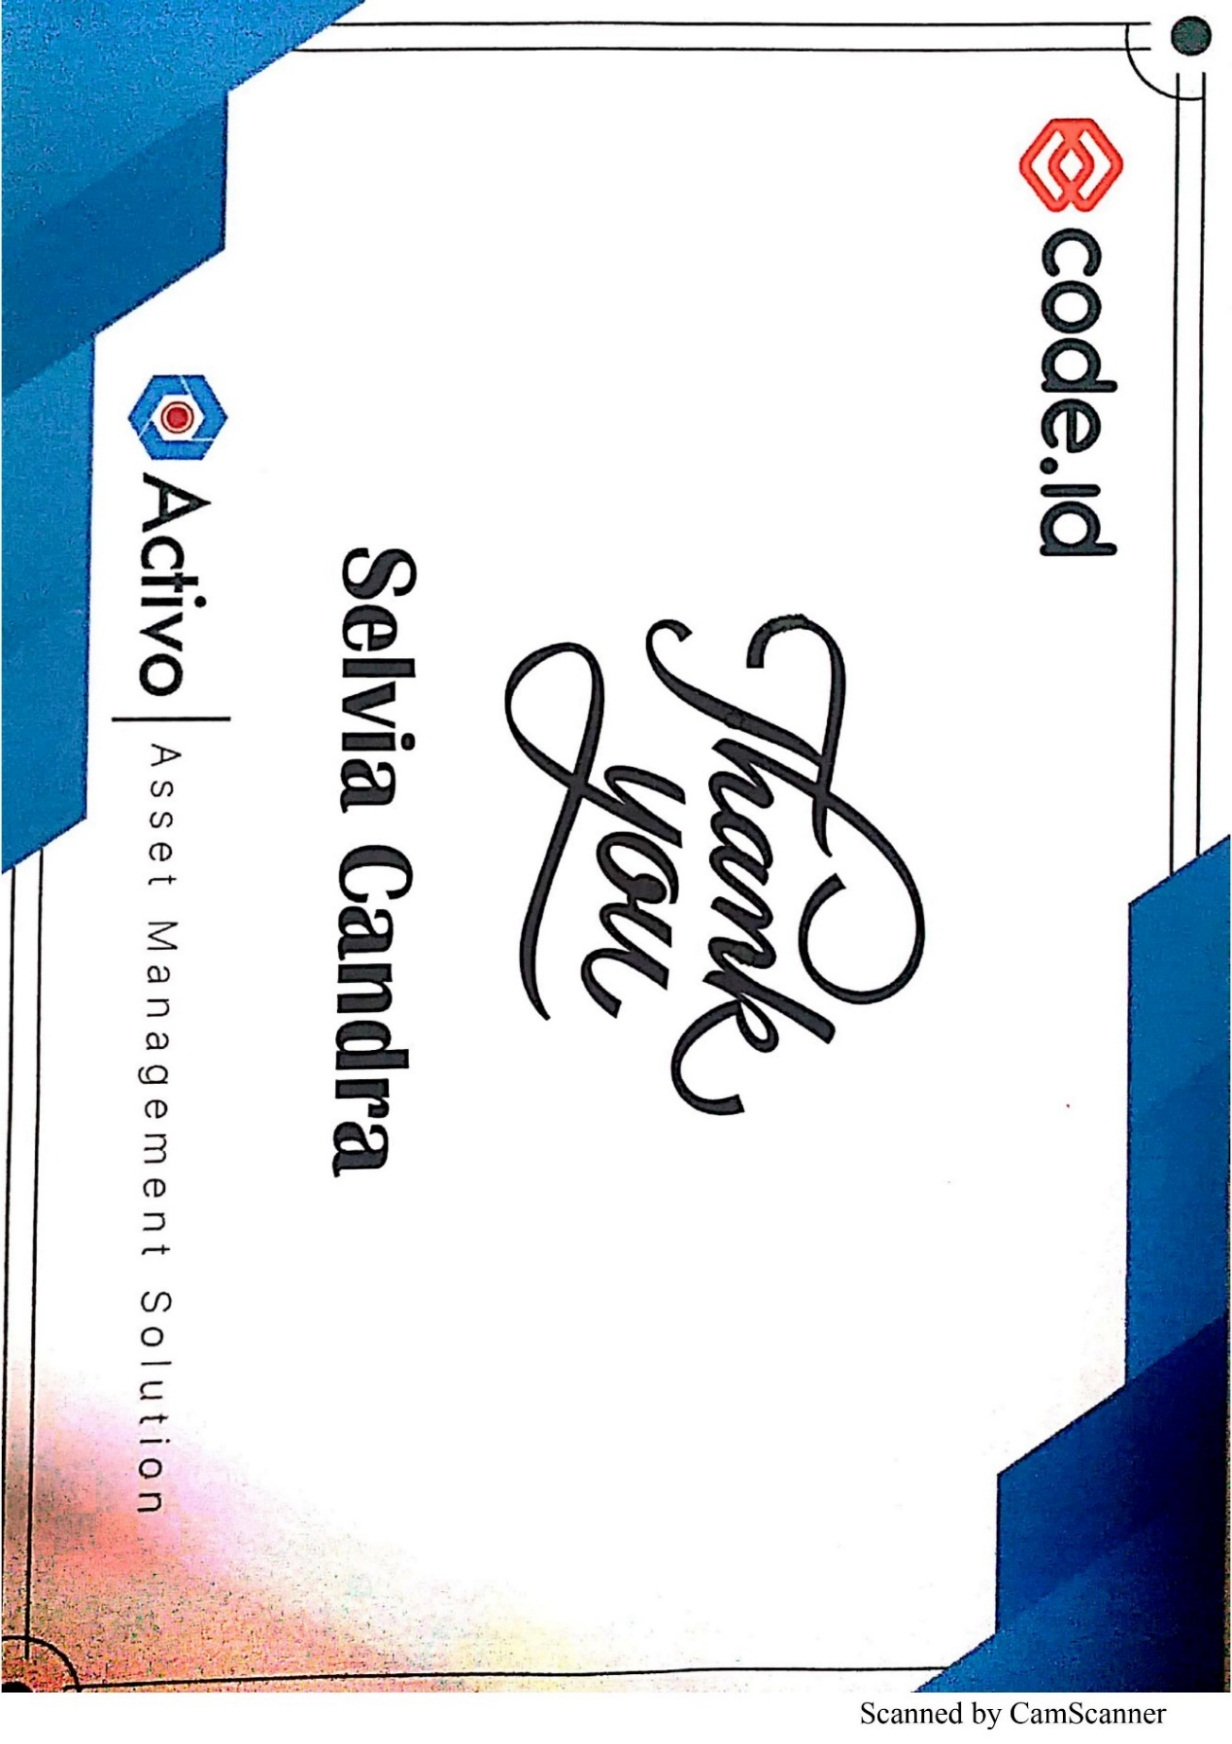 code.id
Thank
you
Selvia Candra
Activo | Asset Management Solution
Scanned by CamScanner